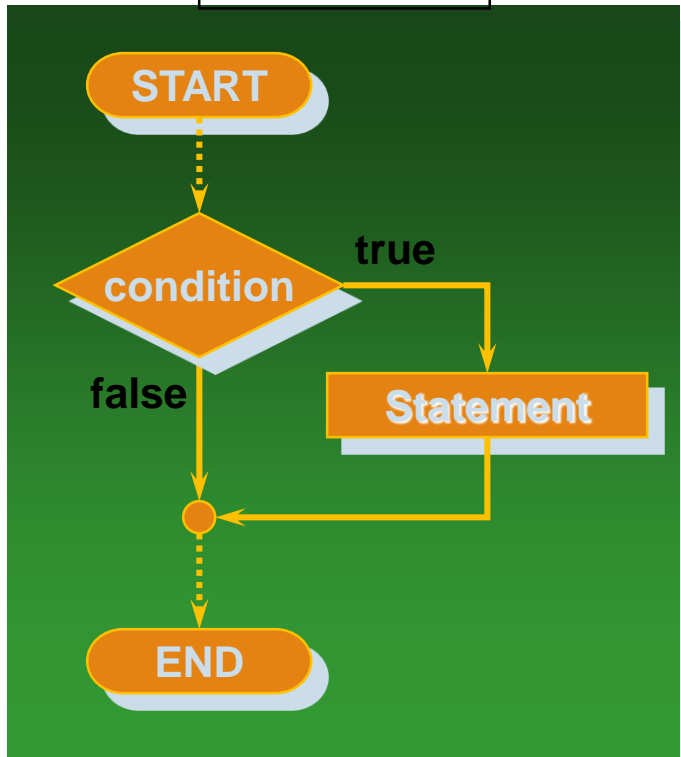 START
condition
true
false
Statement
END